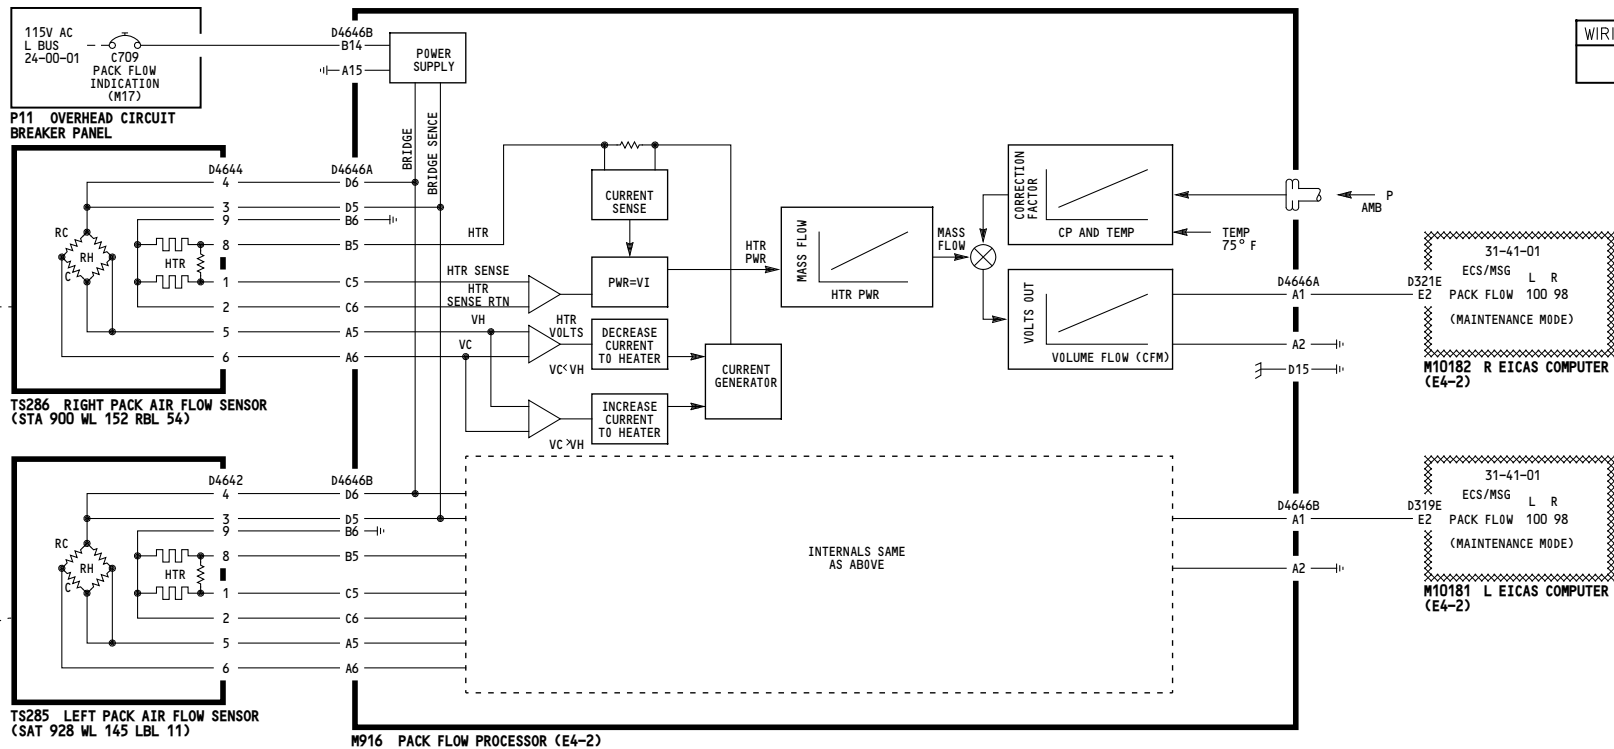 115V AC
L BUS
24-00-01
C709
PACK FLOW
INDICATION
(M17)
P11 OVERHEAD CIRCUIT
BREAKER PANEL
D4646B
B14
A15
POWER
SUPPLY
BRIDGE
BRIDGE SENCE
WIRI
D4644
4
3
9
8
1
2
5
6
RC
RH
C
HTR
TS286 RIGHT PACK AIR FLOW SENSOR
(STA 900 WL 152 RBL 54)
D4646A
D6
D5
B6
B5
C5
C6
A5
A6
HTR
HTR SENSE
HTR
SENSE RTN
VH
VC
HTR
VOLTS
VC<VH
VC>VH
CURRENT
SENSE
PWR=VI
DECREASE
CURRENT
TO HEATER
INCREASE
CURRENT
TO HEATER
CURRENT
GENERATOR
HTR
PWR
MASS FLOW
HTR PWR
MASS
FLOW
CORRECTION
FACTOR
CP AND TEMP
VOLTS OUT
VOLUME FLOW (CFM)
P
AMB
TEMP
75° F
D4646A
A1
A2
D15
D321E
E2
31-41-01
ECS/MSG
L R
PACK FLOW 100 98
(MAINTENANCE MODE)
M10182 R EICAS COMPUTER
(E4-2)
D4642
4
3
9
8
1
2
5
6
RC
RH
C
HTR
TS285 LEFT PACK AIR FLOW SENSOR
(SAT 928 WL 145 LBL 11)
D4646B
D6
D5
B6
B5
C5
C6
A5
A6
INTERNALS SAME
AS ABOVE
D4646B
A1
A2
D319E
E2
31-41-01
ECS/MSG
L R
PACK FLOW 100 98
(MAINTENANCE MODE)
M10181 L EICAS COMPUTER
(E4-2)
M916 PACK FLOW PROCESSOR (E4-2)